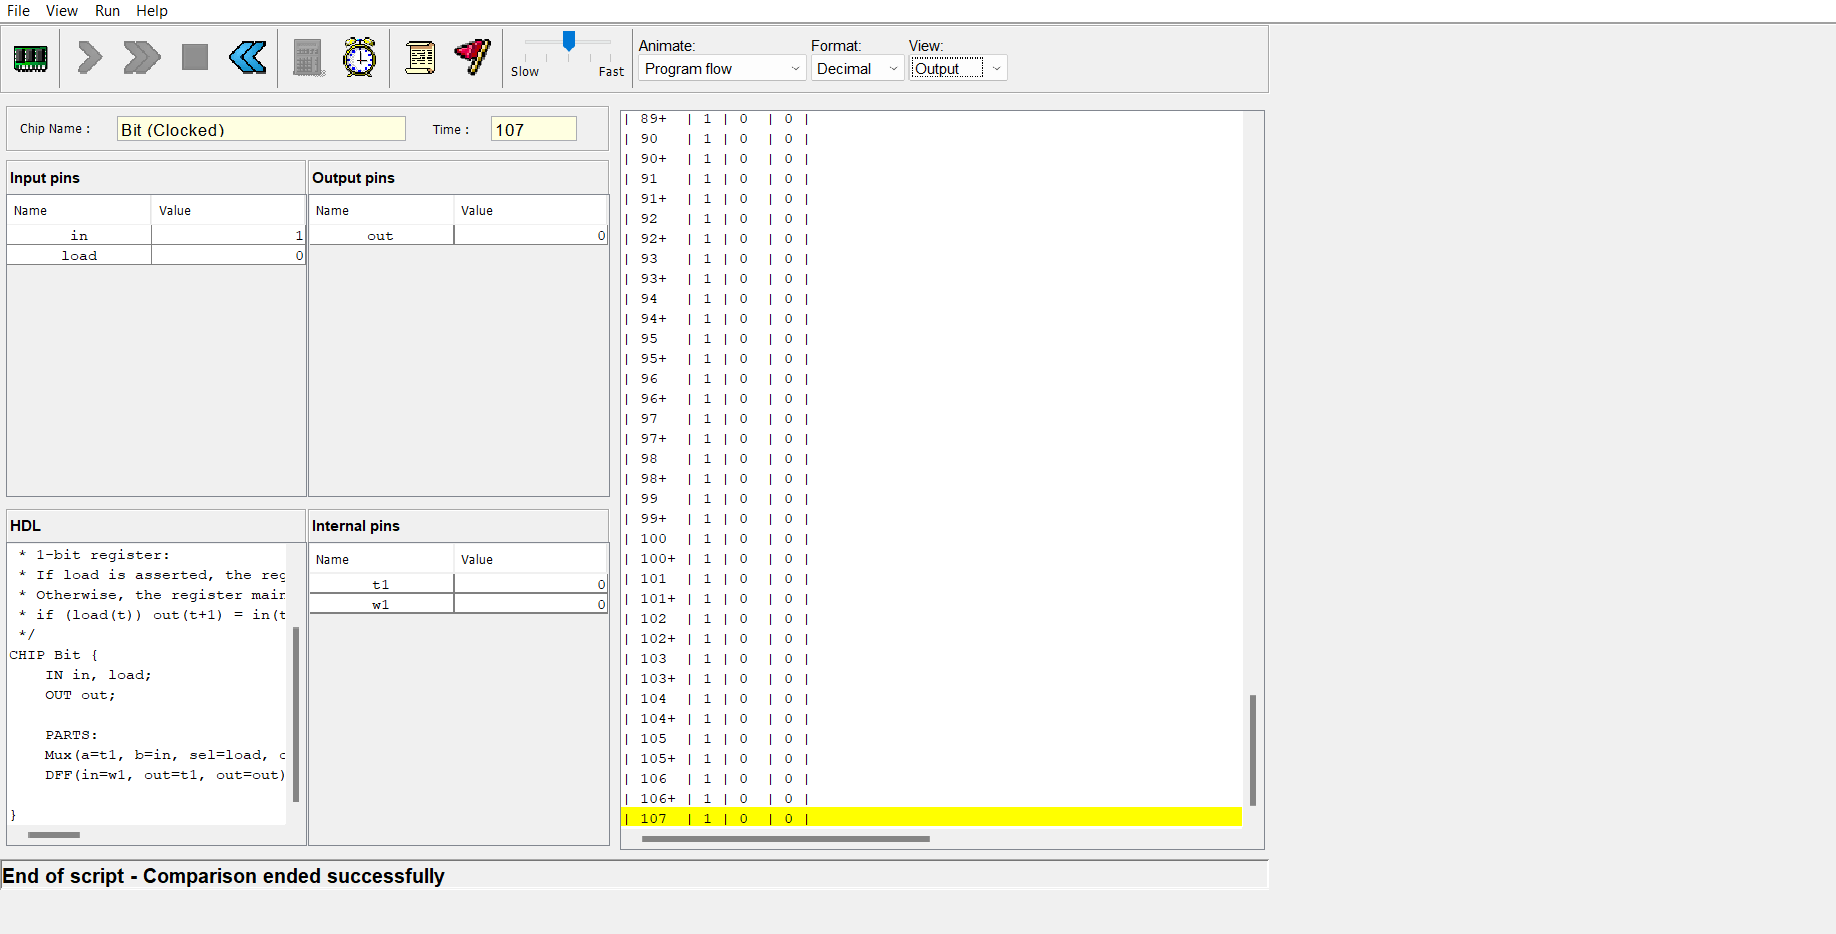 File View Run Help
Animate: Format: View:
Slow Fast Program flow Decimal Output
Chip Name : Bit (Clocked) Time : 107
Input pins
Name Value
in 1
load 0
Output pins
Name Value
out 0
HDL
* 1-bit register:
* If load is asserted, the reg
* Otherwise, the register main
* if (load(t)) out(t+1) = in(t
*/
CHIP Bit {
IN in, load;
OUT out;
PARTS:
Mux(a=t1, b=in, sel=load, o
DFF(in=w1, out=t1, out=out)
}
Internal pins
Name Value
t1 0
w1 0
| 89+ | 1 | 0 | 0 |
| 90 | 1 | 0 | 0 |
| 90+ | 1 | 0 | 0 |
| 91 | 1 | 0 | 0 |
| 91+ | 1 | 0 | 0 |
| 92 | 1 | 0 | 0 |
| 92+ | 1 | 0 | 0 |
| 93 | 1 | 0 | 0 |
| 93+ | 1 | 0 | 0 |
| 94 | 1 | 0 | 0 |
| 94+ | 1 | 0 | 0 |
| 95 | 1 | 0 | 0 |
| 95+ | 1 | 0 | 0 |
| 96 | 1 | 0 | 0 |
| 96+ | 1 | 0 | 0 |
| 97 | 1 | 0 | 0 |
| 97+ | 1 | 0 | 0 |
| 98 | 1 | 0 | 0 |
| 98+ | 1 | 0 | 0 |
| 99 | 1 | 0 | 0 |
| 99+ | 1 | 0 | 0 |
| 100 | 1 | 0 | 0 |
| 100+ | 1 | 0 | 0 |
| 101 | 1 | 0 | 0 |
| 101+ | 1 | 0 | 0 |
| 102 | 1 | 0 | 0 |
| 102+ | 1 | 0 | 0 |
| 103 | 1 | 0 | 0 |
| 103+ | 1 | 0 | 0 |
| 104 | 1 | 0 | 0 |
| 104+ | 1 | 0 | 0 |
| 105 | 1 | 0 | 0 |
| 105+ | 1 | 0 | 0 |
| 106 | 1 | 0 | 0 |
| 106+ | 1 | 0 | 0 |
| 107 | 1 | 0 | 0 |
End of script - Comparison ended successfully